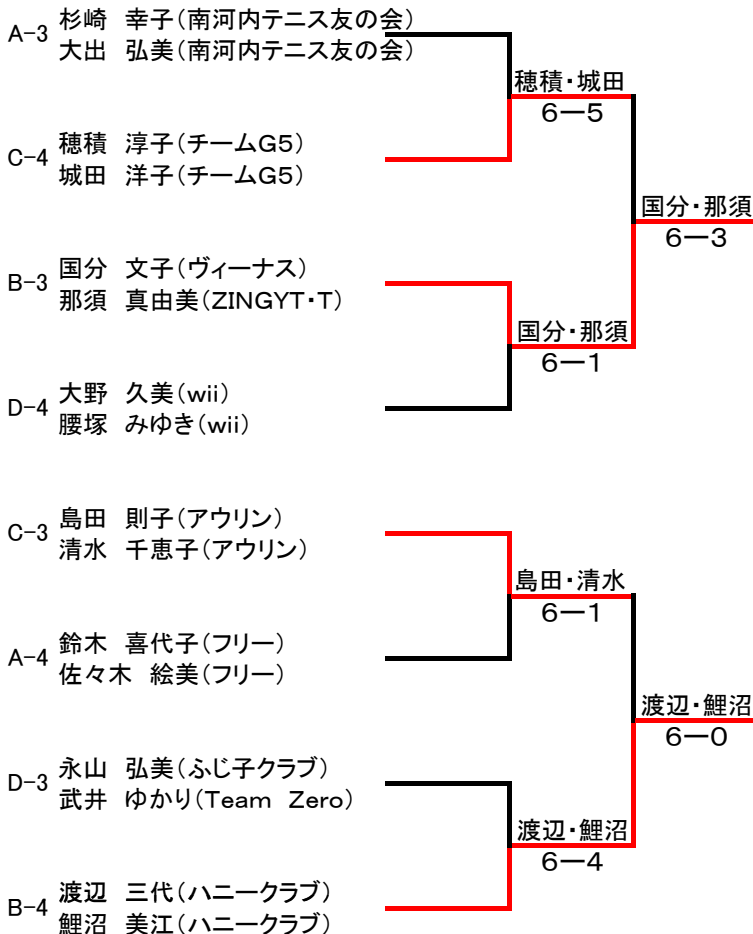 A-3
杉崎　幸子(南河内テニス友の会)
大出　弘美(南河内テニス友の会)
穂積・城田
6ー5
C-4
穂積　淳子(チームG5)
城田　洋子(チームG5)
国分・那須
6ー3
B-3
国分　文子(ヴィーナス)
那須　真由美(ZINGYT・T)
国分・那須
6ー1
D-4
大野　久美(wii)
腰塚　みゆき(wii)
C-3
島田　則子(アウリン)
清水　千恵子(アウリン)
島田・清水
6ー1
A-4
鈴木　喜代子(フリー)
佐々木　絵美(フリー)
渡辺・鯉沼
6ー0
D-3
永山　弘美(ふじ子クラブ)
武井　ゆかり(Team　Zero)
渡辺・鯉沼
6ー4
B-4
渡辺　三代(ハニークラブ)
鯉沼　美江(ハニークラブ)